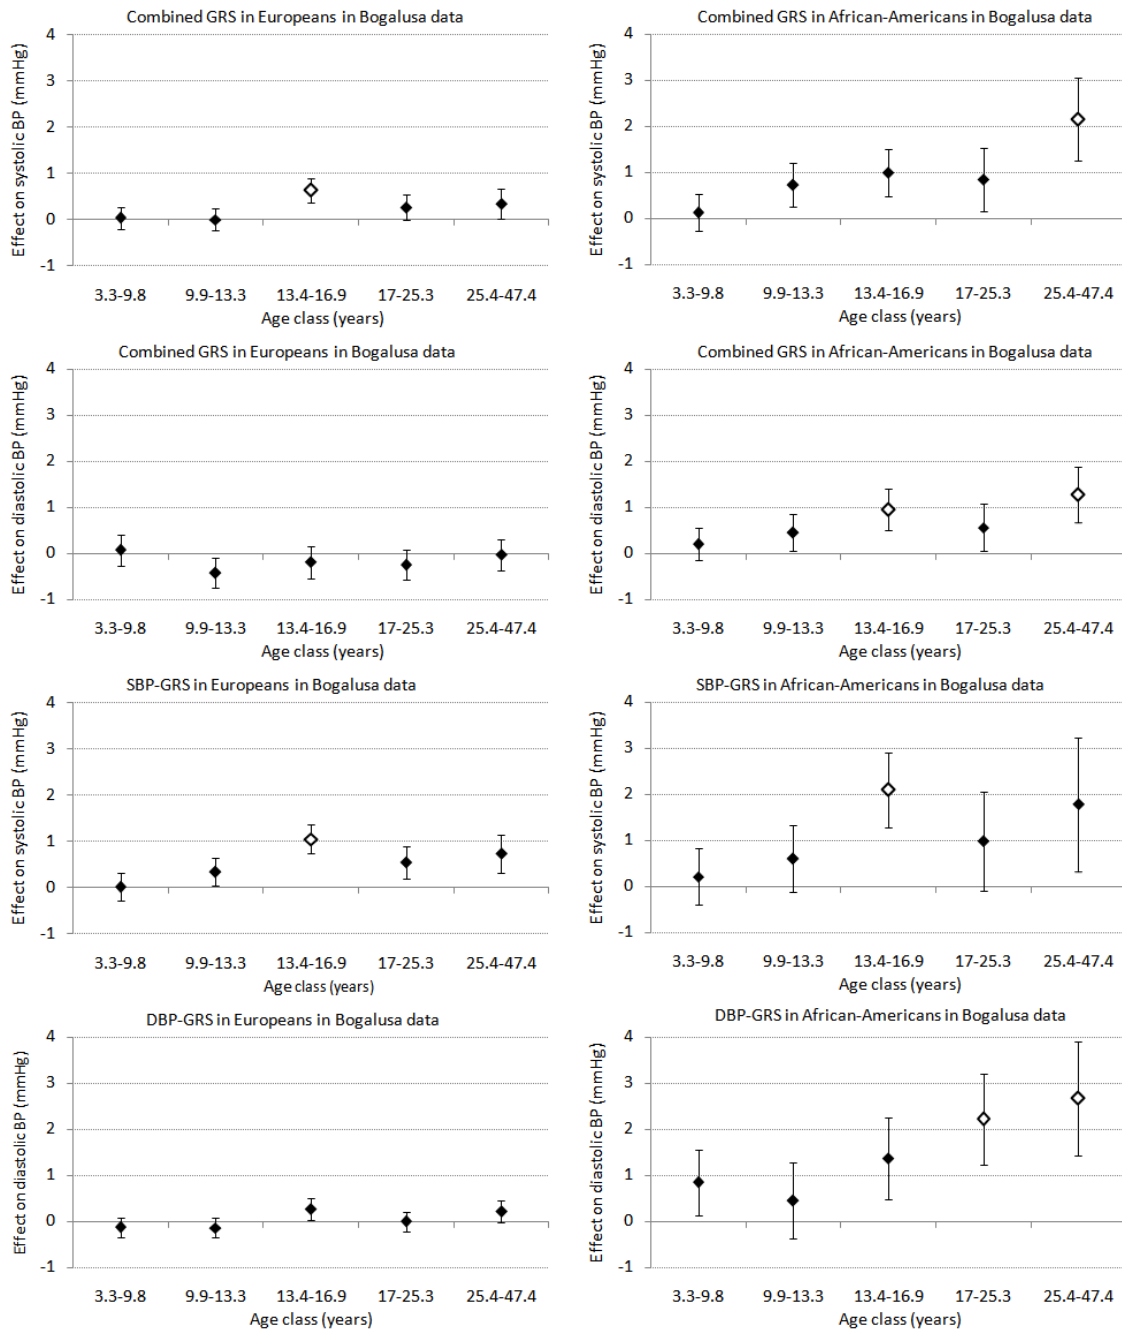 Combined GRS in Europeans in Bogalusa data
Effect on systolic BP (mmHg)
4
3
2
1
0
-1
3.3-9.8 9.9-13.3 13.4-16.9 17-25.3 25.4-47.4
Age class (years)
Combined GRS in African-Americans in Bogalusa data
Effect on systolic BP (mmHg)
4
3
2
1
0
-1
3.3-9.8 9.9-13.3 13.4-16.9 17-25.3 25.4-47.4
Age class (years)
Combined GRS in Europeans in Bogalusa data
Effect on diastolic BP (mmHg)
4
3
2
1
0
-1
3.3-9.8 9.9-13.3 13.4-16.9 17-25.3 25.4-47.4
Age class (years)
Combined GRS in African-Americans in Bogalusa data
Effect on diastolic BP (mmHg)
4
3
2
1
0
-1
3.3-9.8 9.9-13.3 13.4-16.9 17-25.3 25.4-47.4
Age class (years)
SBP-GRS in Europeans in Bogalusa data
Effect on systolic BP (mmHg)
4
3
2
1
0
-1
3.3-9.8 9.9-13.3 13.4-16.9 17-25.3 25.4-47.4
Age class (years)
SBP-GRS in African-Americans in Bogalusa data
Effect on systolic BP (mmHg)
4
3
2
1
0
-1
3.3-9.8 9.9-13.3 13.4-16.9 17-25.3 25.4-47.4
Age class (years)
DBP-GRS in Europeans in Bogalusa data
Effect on diastolic BP (mmHg)
4
3
2
1
0
-1
3.3-9.8 9.9-13.3 13.4-16.9 17-25.3 25.4-47.4
Age class (years)
DBP-GRS in African-Americans in Bogalusa data
Effect on diastolic BP (mmHg)
4
3
2
1
0
-1
3.3-9.8 9.9-13.3 13.4-16.9 17-25.3 25.4-47.4
Age class (years)